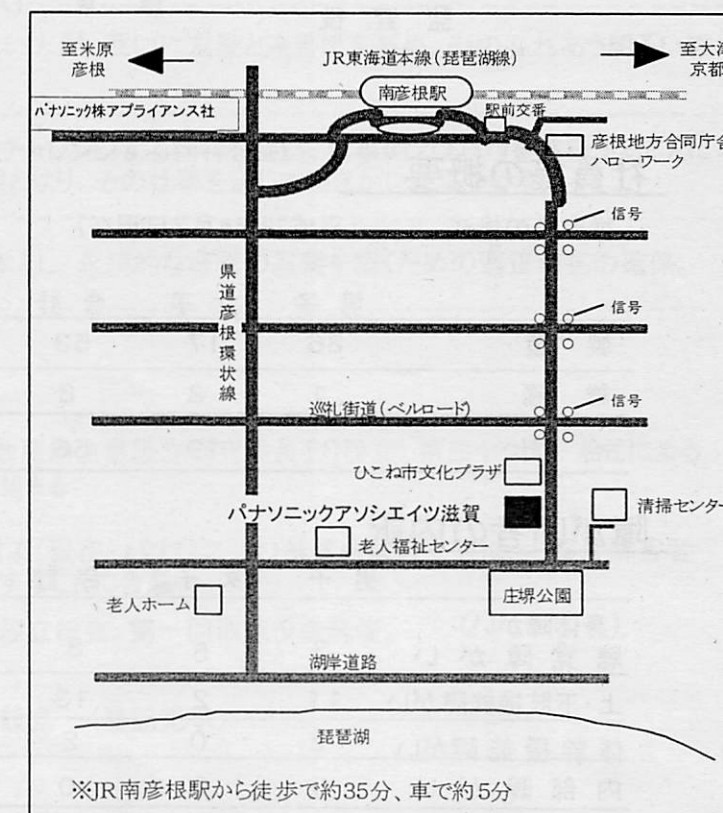 至米原
彦根
JR東海道本線(琵琶湖線)
至大津
京都
南彦根駅
駅前交番
パナソニック株アプライアンス社
彦根地方合同庁舎
ハローワーク
信号
県道彦根環状線
信号
信号
巡礼街道(ベルロード)
ひこね市文化プラザ
パナソニックアソシエイツ滋賀
清掃センター
老人福祉センター
老人ホーム
庄堺公園
湖岸道路
琵琶湖
※JR南彦根駅から徒歩で約35分、車で約5分